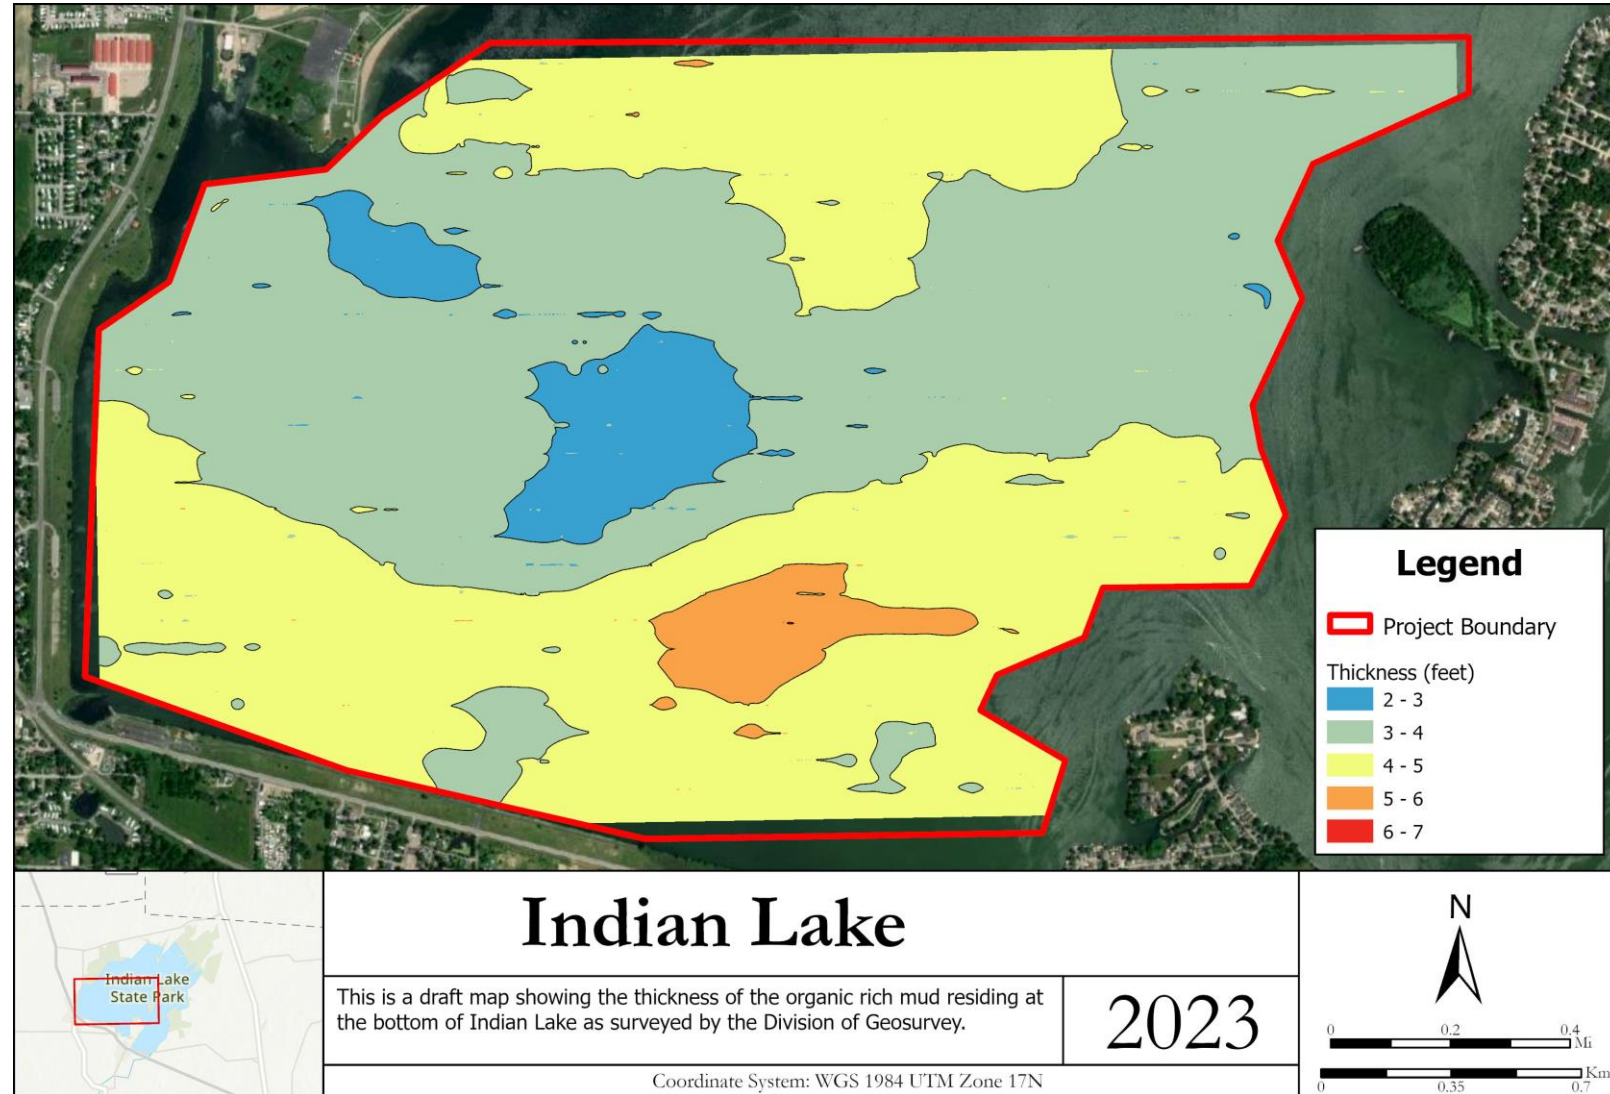 Legend
Project Boundary
Thickness (feet)
2 - 3
3 - 4
4 - 5
5 - 6
6 - 7
Indian Lake
State Park
Indian Lake
This is a draft map showing the thickness of the organic rich mud residing at
the bottom of Indian Lake as surveyed by the Division of Geosurvey.
2023
Coordinate System: WGS 1984 UTM Zone 17N
N
0 0.2 0.4
Mi
Km
0 0.35 0.7